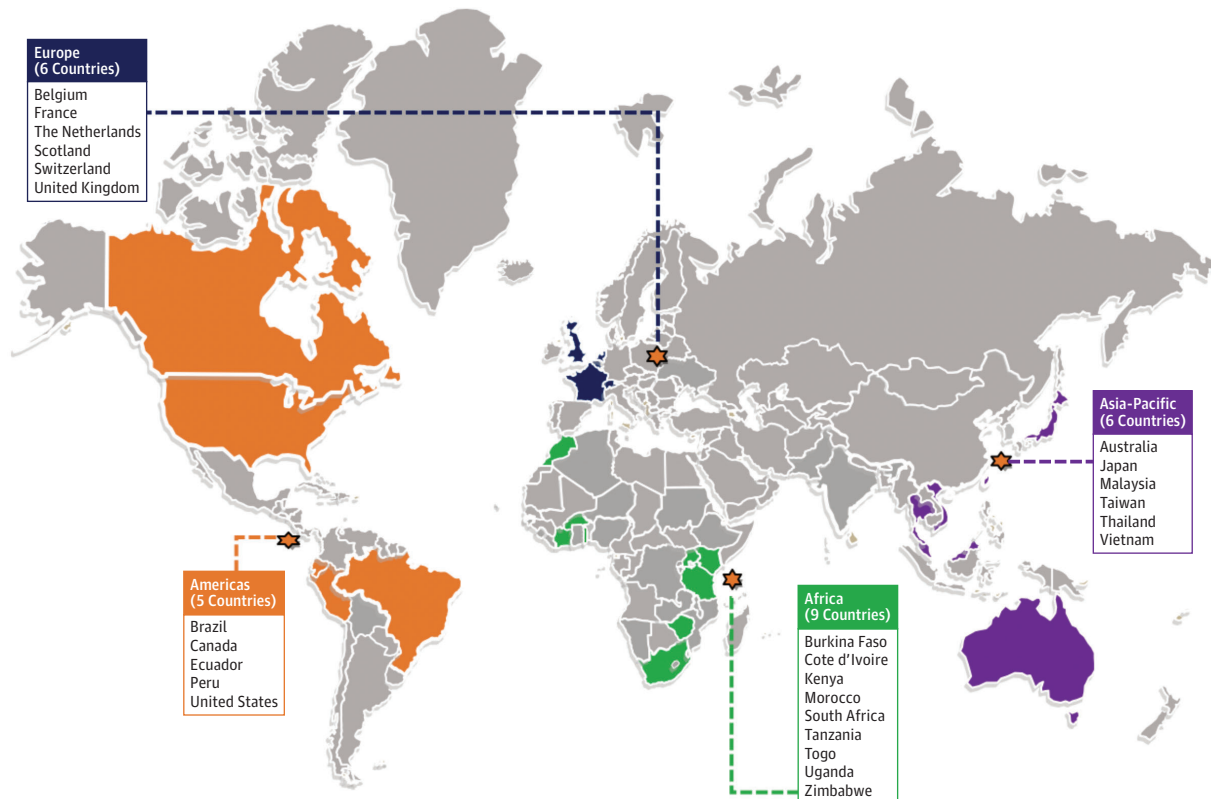 Europe
(6 Countries)
Belgium
France
The Netherlands
Scotland
Switzerland
United Kingdom
Americas
(5 Countries)
Brazil
Canada
Ecuador
Peru
United States
Africa
(9 Countries)
Burkina Faso
Cote d'Ivoire
Kenya
Morocco
South Africa
Tanzania
Togo
Uganda
Zimbabwe
Asia-Pacific
(6 Countries)
Australia
Japan
Malaysia
Taiwan
Thailand
Vietnam